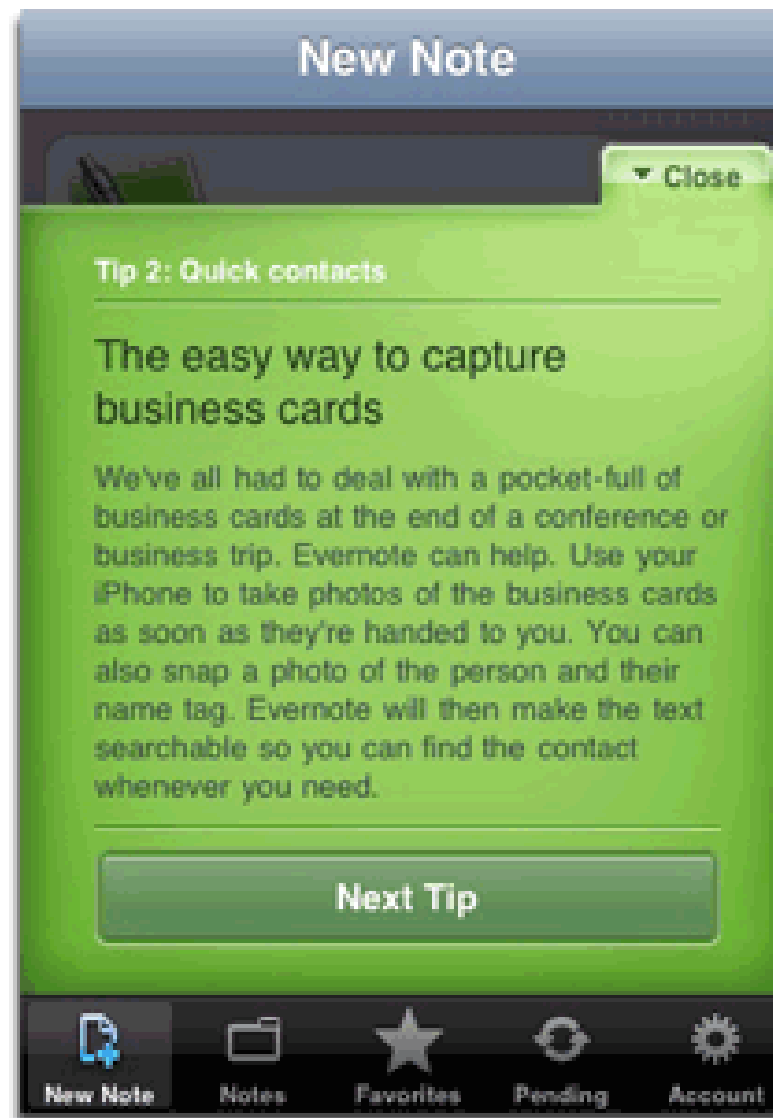 New Note
Close
Tip 2: Quick contacts
The easy way to capture
business cards
We've all had to deal with a pocket-full of
business cards at the end of a conference or
business trip. Evernote can help. Use your
iPhone to take photos of the business cards
as soon as they're handed to you. You can
also snap a photo of the person and their
name tag. Evernote will then make the text
searchable so you can find the contact
whenever you need.
Next Tip
New Note Notes Favorites Pending Account